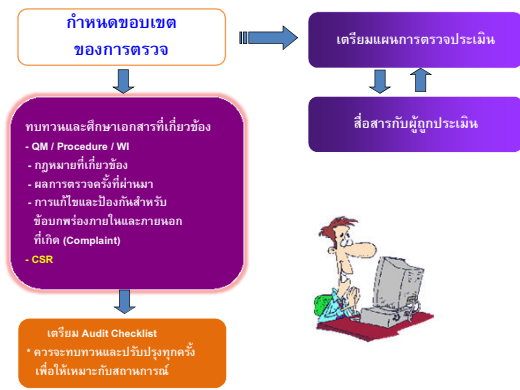 กำหนดขอบเขต
ของการตรวจ
เตรียมแผนการตรวจประเมิน
สื่อสารกับผู้ถูกประเมิน
ทบทวนและศึกษาเอกสารที่เกี่ยวข้อง
- QM / Procedure / WI
- กฎหมายที่เกี่ยวข้อง
- ผลการตรวจครั้งที่ผ่านมา
- การแก้ไขและป้องกันสำหรับ
ข้อบกพร่องภายในและภายนอก
ที่เกิด (Complaint)
- CSR
เตรียม Audit Checklist
* ควรจะทบทวนและปรับปรุงทุกครั้ง
เพื่อให้เหมาะกับสถานการณ์